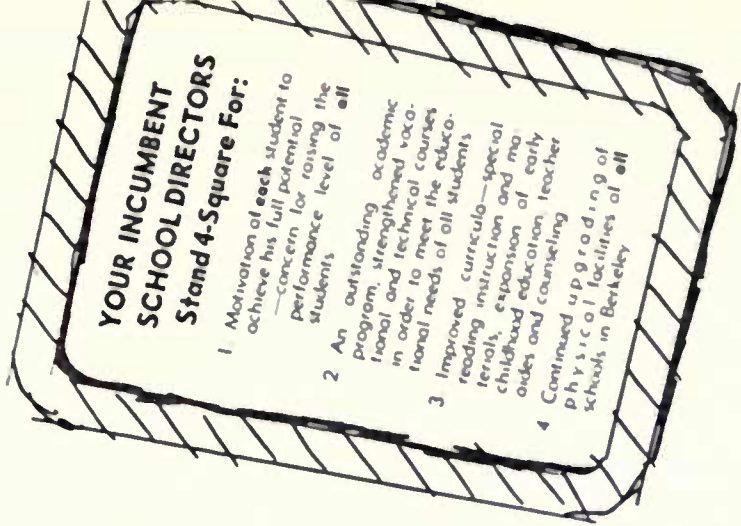 YOUR INCUMBENT
SCHOOL DIRECTORS
Stand 4-Square For:
1 Motivation of each student to
achieve his full potential
—concern for raising the
performance level of all
students
2 An outstanding academic
program, strengthened voca-
tional and technical courses
in order to meet the educa-
tional needs of all students
3 Improved curricula—special
reading instruction and ma-
terials, expansion of early
childhood education, teacher
aides and counseling
4 Continued upgrading of
physical facilities of all
schools in Berkeley